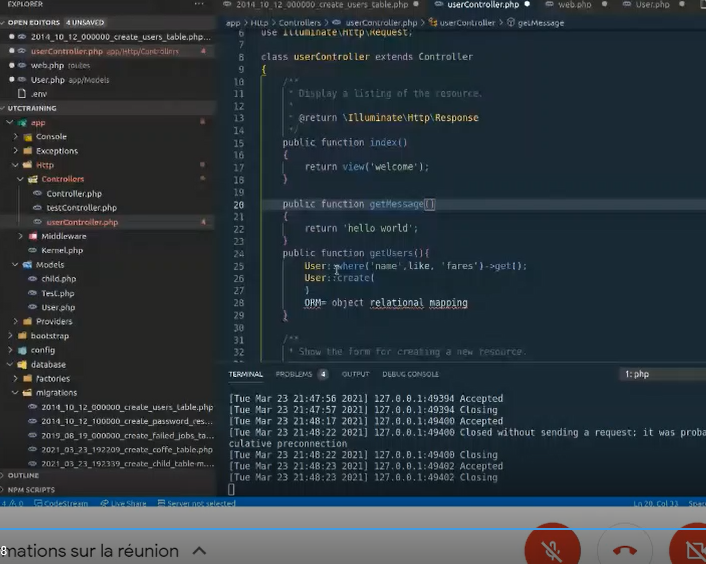 EXPLORER
2014_10_12_000000_create_users_table.php
userController.php
web.php
User.php
OPEN EDITORS 4 UNSAVED
app > Http > Controllers > userController.php > userController > getMessage
2014_10_12_000000_create_users_table.php...
userController.php app/Http/Controllers
web.php routes
User.php app/Models
.env
UTCTRAINING
app
Console
Exceptions
Http
Controllers
Controller.php
testController.php
userController.php 4
Middleware
Kernel.php
Models
child.php
Test.php
User.php
Providers
bootstrap
config
database
factories
migrations
2014_10_12_000000_create_users_table.php
2014_10_12_100000_create_password_res...
2019_08_19_000000_create_failed_jobs_ta...
2021_03_23_192209_create_coffe_table.php
2021_03_23_192339_create_child_table-m...
OUTLINE
NPM SCRIPTS
6 use Illuminate\Http\Request;
7
8 class userController extends Controller
9 {
10 /**
11 * Display a listing of the resource.
12 *
13 * @return \Illuminate\Http\Response
14 */
15 public function index()
16 {
17 return view('welcome');
18 }
19
20 public function getMessage()
21 {
22 return 'hello world';
23 }
24 public function getUsers(){
25 User::where('name',like, 'fares')->get();
26 User::create(
27 )
28 ORM= object relational mapping
29 }
30
31 /**
32 * Show the form for creating a new resource.
TERMINAL PROBLEMS 4 OUTPUT DEBUG CONSOLE 1: php
[Tue Mar 23 21:47:56 2021] 127.0.0.1:49394 Accepted
[Tue Mar 23 21:47:57 2021] 127.0.0.1:49394 Closing
[Tue Mar 23 21:48:17 2021] 127.0.0.1:49400 Accepted
[Tue Mar 23 21:48:22 2021] 127.0.0.1:49400 Closed without sending a request; it was proba
culative preconnection
[Tue Mar 23 21:48:22 2021] 127.0.0.1:49400 Closing
[Tue Mar 23 21:48:23 2021] 127.0.0.1:49402 Accepted
[Tue Mar 23 21:48:23 2021] 127.0.0.1:49402 Closing
4 0 CodeStream Live Share Server not selected Ln 20, Col 33 Spac
8
mations sur la réunion